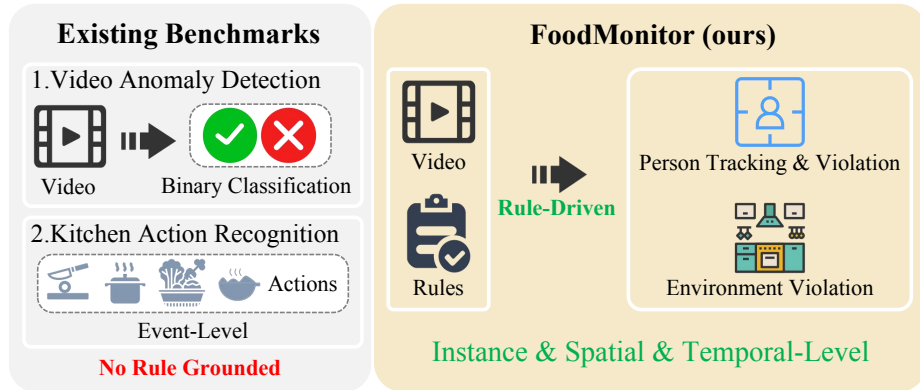 Existing Benchmarks
1.Video Anomaly Detection
Video
Binary Classification
2.Kitchen Action Recognition
Actions
Event-Level
No Rule Grounded
FoodMonitor (ours)
Video
Rules
Rule-Driven
Person Tracking & Violation
Environment Violation
Instance & Spatial & Temporal-Level